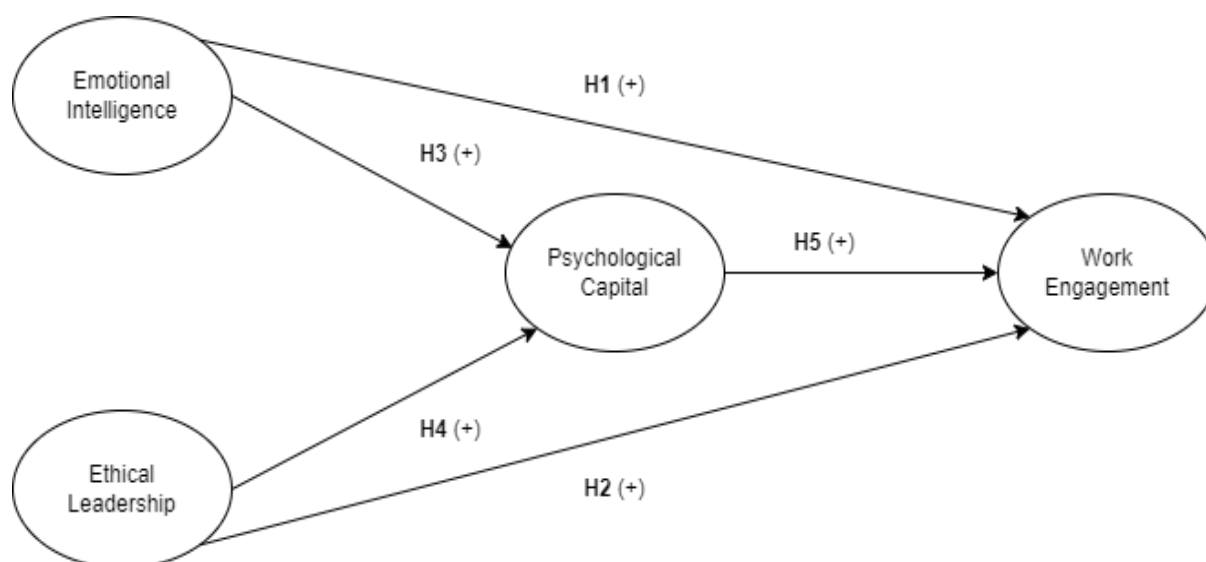 Emotional
Intelligence
H1 (+)
H3 (+)
Psychological
Capital
H5 (+)
Work
Engagement
Ethical
Leadership
H4 (+)
H2 (+)